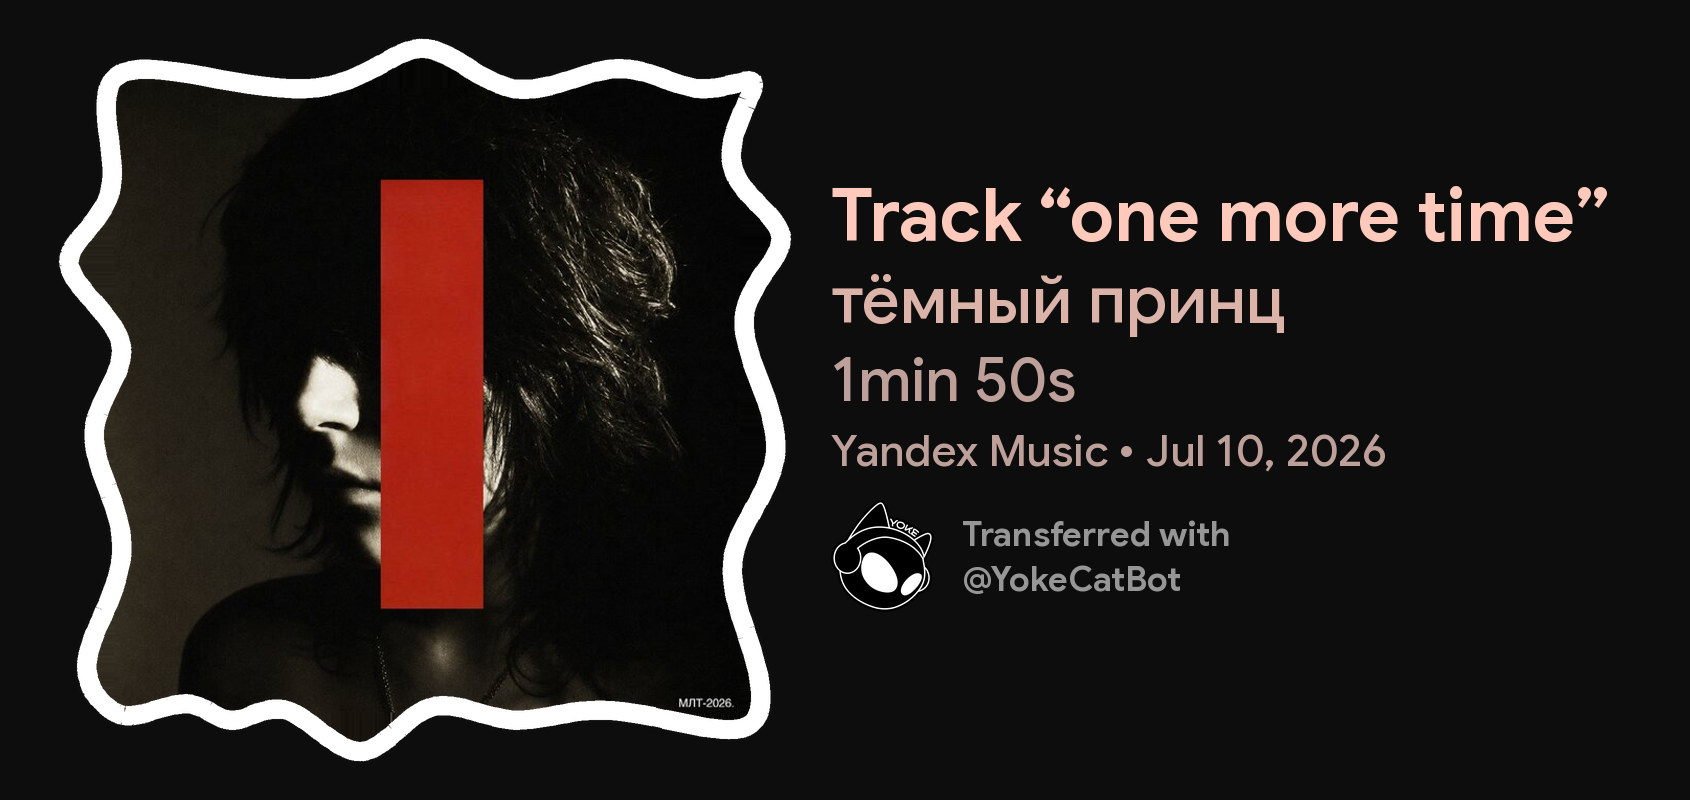 Track “one more time”
тёмный принц
1min 50s
Yandex Music • Jul 10, 2026
YOKE
Transferred with
@YokeCatBot
МЛТ-2026.